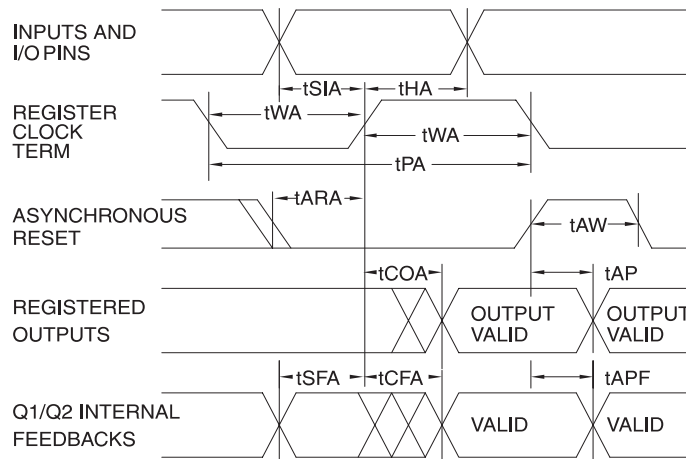 INPUTS AND
I/O PINS
tSIA
tHA
REGISTER
CLOCK
TERM
tWA
tWA
tPA
ASYNCHRONOUS
RESET
tARA
tAW
REGISTERED
OUTPUTS
tCOA
tAP
OUTPUT
VALID
OUTPUT
VALID
Q1/Q2 INTERNAL
FEEDBACKS
tSFA
tCFA
tAPF
VALID
VALID